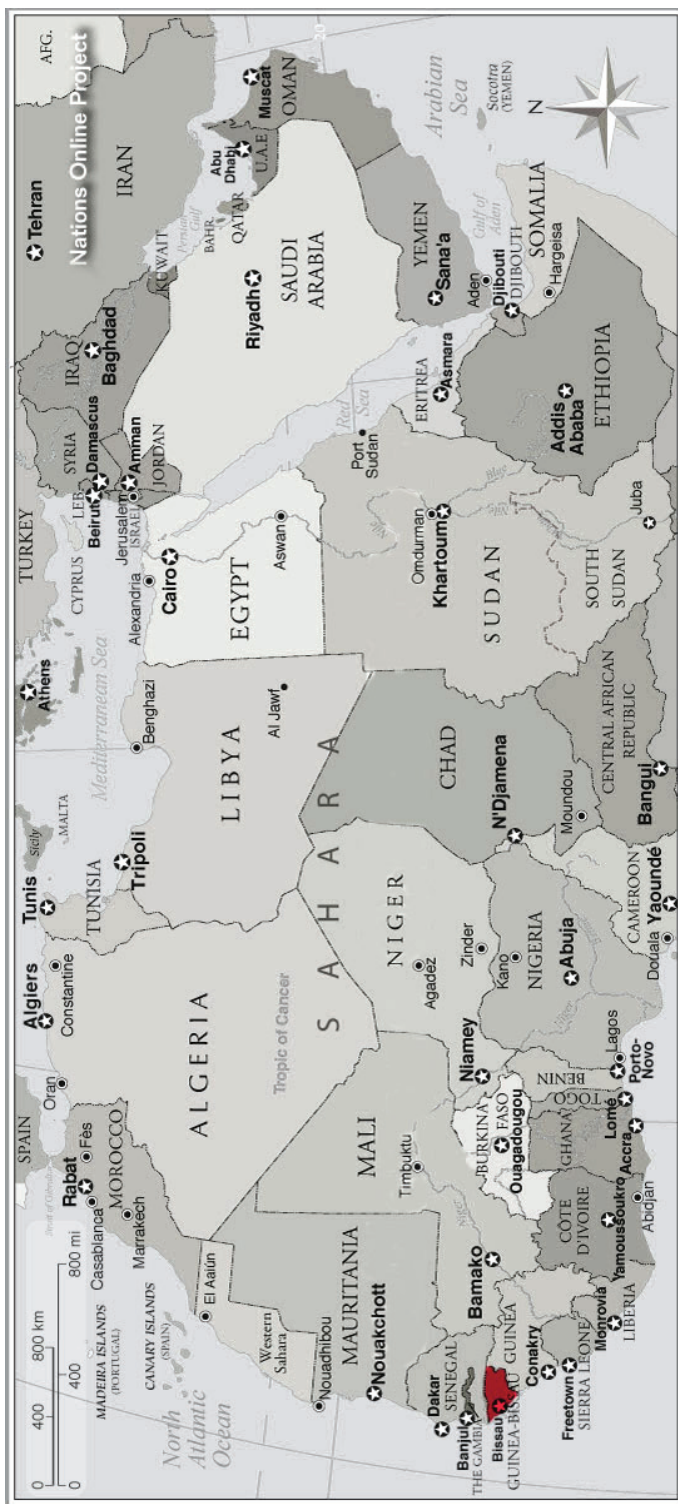 0 400 800 km
0 400 800 mi
MADEIRA ISLANDS
(PORTUGAL)
CANARY ISLANDS
(SPAIN)
North
Atlantic
Ocean
SPAIN
Strait of Gibraltar
Rabat
Casablanca
Fès
MOROCCO
Marrakech
El Aaiún
Western
Sahara
Nouadhibou
MAURITANIA
Nouakchott
Dakar
SENEGAL
Banjul
THE GAMBIA
Bissau
GUINEA-BISSAU
GUINEA
Conakry
Freetown
SIERRA LEONE
Monrovia
LIBERIA
Bamako
MALI
Timbuktu
Niger
CÔTE
D'IVOIRE
Yamoussoukro
Abidjan
BURKINA
FASO
Ouagadougou
GHANA
Accra
TOGO
Lomé
BENIN
Porto-
Novo
Lagos
Niamey
Oran
Algiers
Constantine
ALGERIA
Tropic of Cancer
SAHARA
Tunis
TUNISIA
Sicily
MALTA
Tripoli
LIBYA
Benghazi
Al Jawf
NIGER
Agadez
Zinder
Kano
NIGERIA
Abuja
CAMEROON
Douala
Yaoundé
CHAD
N'Djamena
Moundou
CENTRAL AFRICAN
REPUBLIC
Bangui
Mediterranean Sea
Athens
TURKEY
CYPRUS
LEB.
Beirut
SYRIA
Damascus
Jerusalem
ISRAEL
Amman
JORDAN
Alexandria
Cairo
EGYPT
Aswan
Red
Sea
Port
Sudan
Omdurman
Khartoum
SUDAN
Blue
SOUTH
SUDAN
Juba
ERITREA
Asmara
Addis
Ababa
ETHIOPIA
Djibouti
DJIBOUTI
SOMALIA
Hargeisa
Aden
Gulf of
Aden
YEMEN
Sana'a
SAUDI
ARABIA
Riyadh
IRAQ
Baghdad
KUWAIT
Persian
Gulf
BAHR.
QATAR
Abu
Dhabi
U.A.E
Muscat
OMAN
20
Arabian
Sea
Socotra
(YEMEN)
N
Tehran
IRAN
AFG.
Nations Online Project